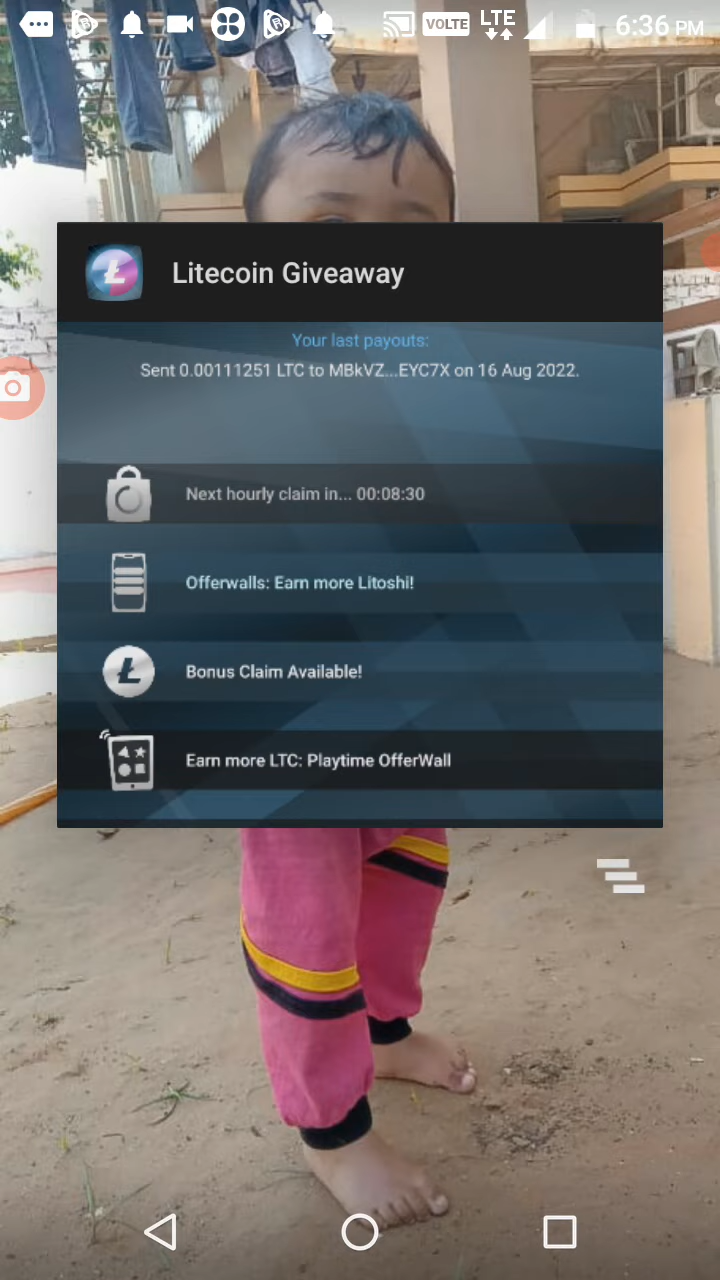 VOLTE
LTE
6:36 PM
Litecoin Giveaway
Your last payouts:
Sent 0.00111251 LTC to MBkVZ...EYC7X on 16 Aug 2022.
Next hourly claim in... 00:08:30
Offerwalls: Earn more Litoshi!
Bonus Claim Available!
Earn more LTC: Playtime OfferWall